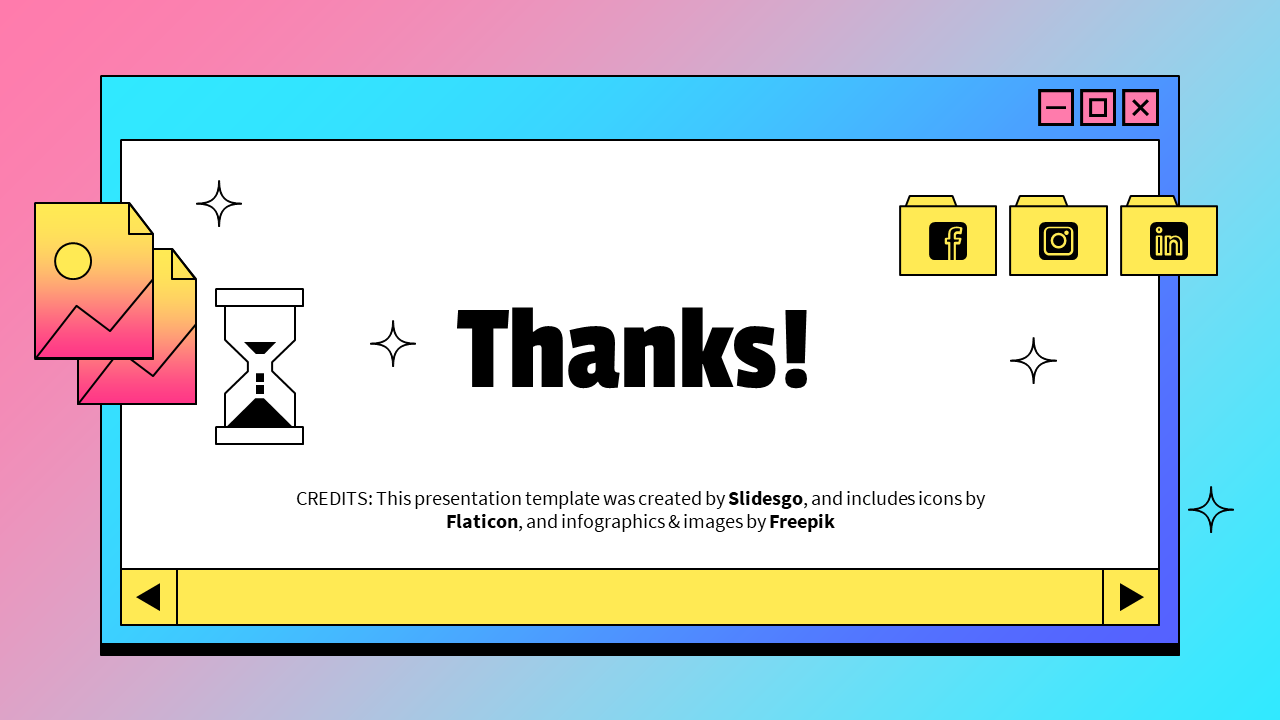 Thanks!
CREDITS: This presentation template was created by Slidesgo, and includes icons by
Flaticon, and infographics & images by Freepik